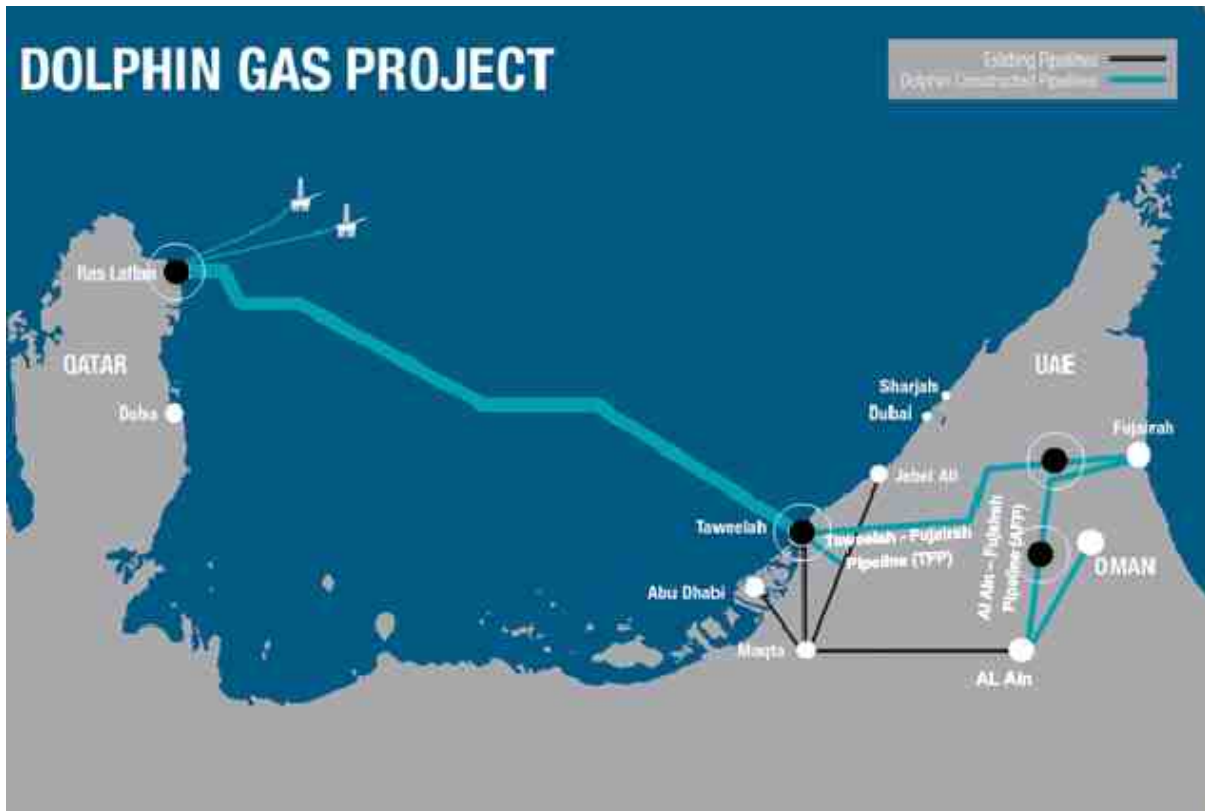 DOLPHIN GAS PROJECT
Existing Pipelines
Dolphin Constructed Pipelines
Ras Laffan
QATAR
Doha
UAE
Sharjah
Dubai
Fujairah
Jebel Ali
Taweelah
Taweelah - Fujairah
Pipeline (TFP)
Al Ain - Fujairah
Pipeline (AFP)
OMAN
Abu Dhabi
Maqta
AL Ain